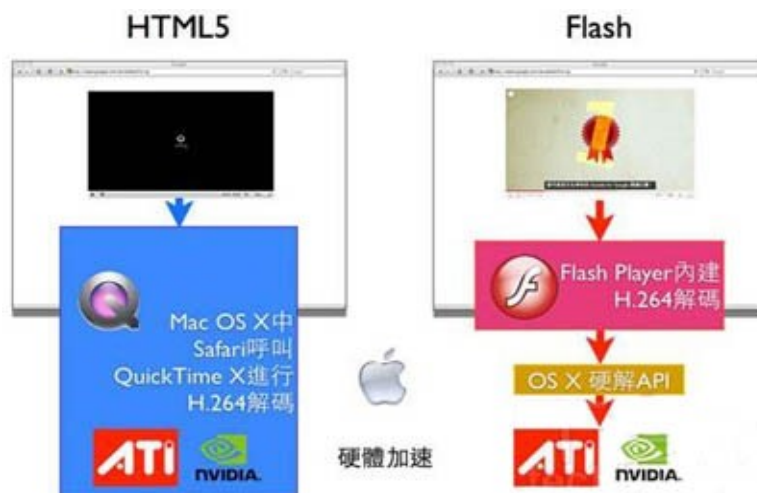 HTML5
Flash
Mac OS X中
Safari呼叫
QuickTime X進行
H.264解碼
ATi
NVIDIA.
硬體加速
Flash Player內建
H.264解碼
OS X 硬解API
ATi
NVIDIA.